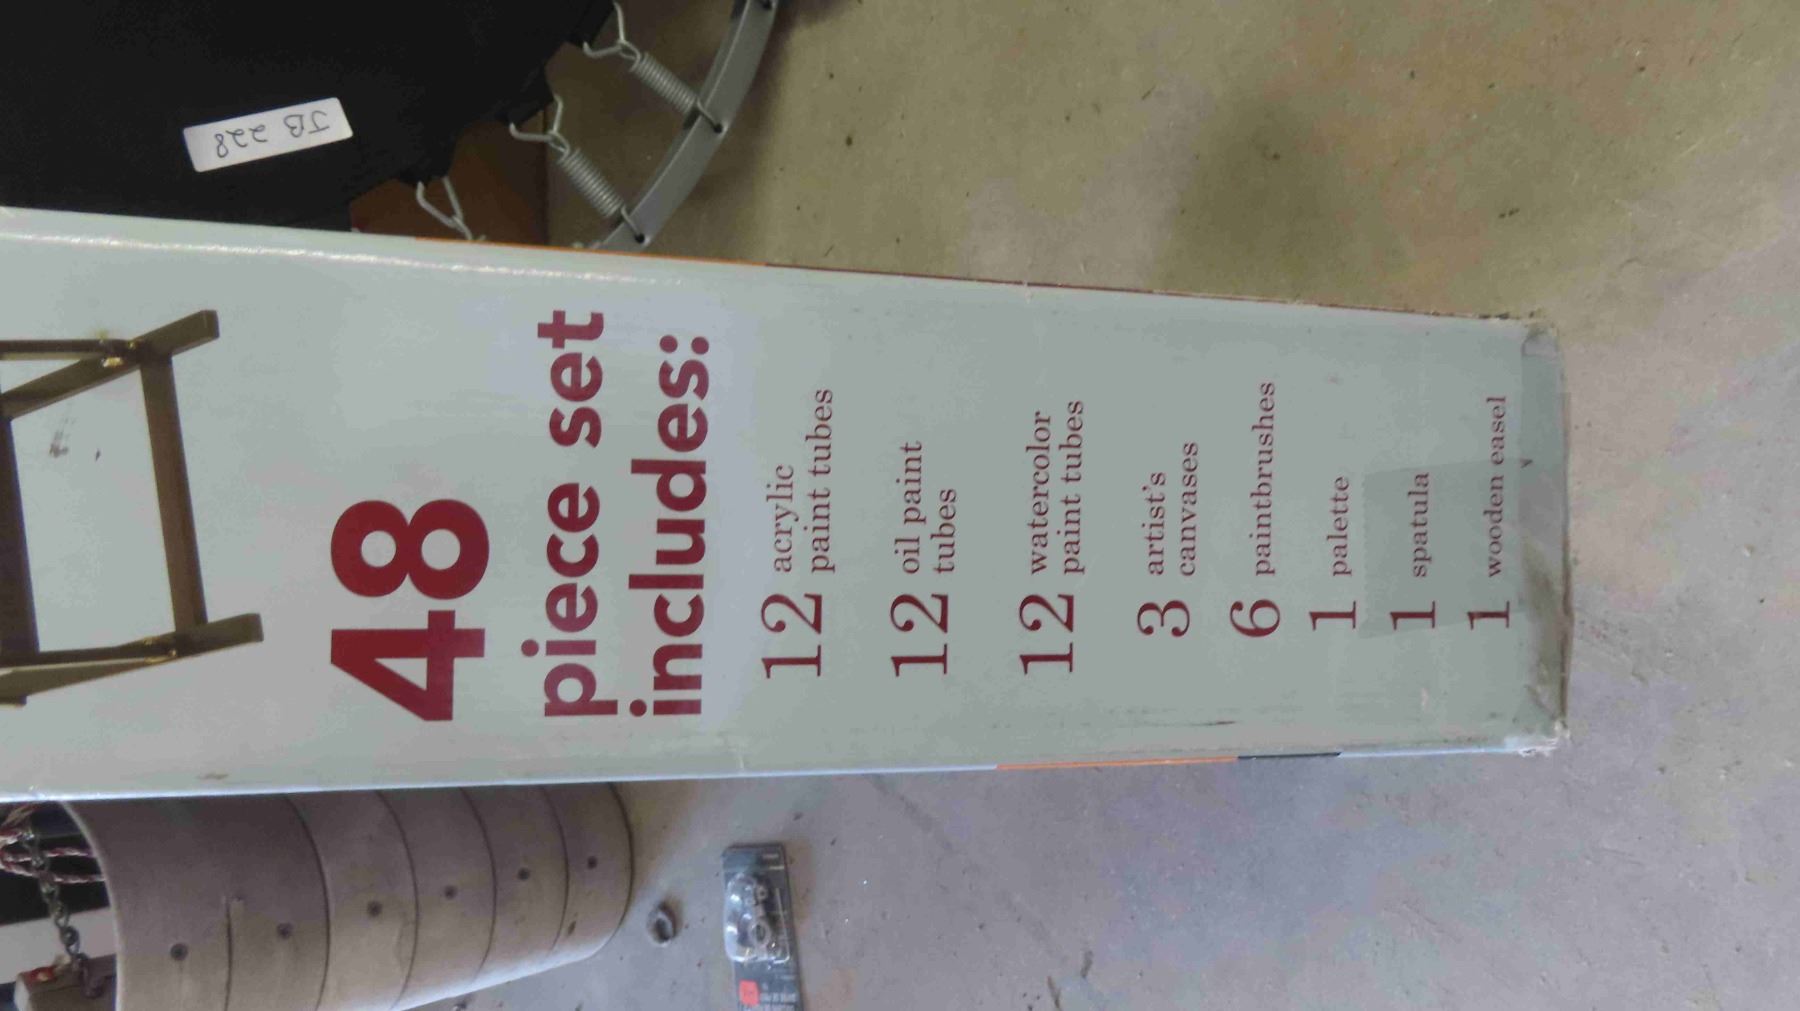 JB 228
48
piece set
includes:
12 acrylic
paint tubes
12 oil paint
tubes
12 watercolor
paint tubes
3 artist's
canvases
6 paintbrushes
1 palette
1 spatula
1 wooden easel